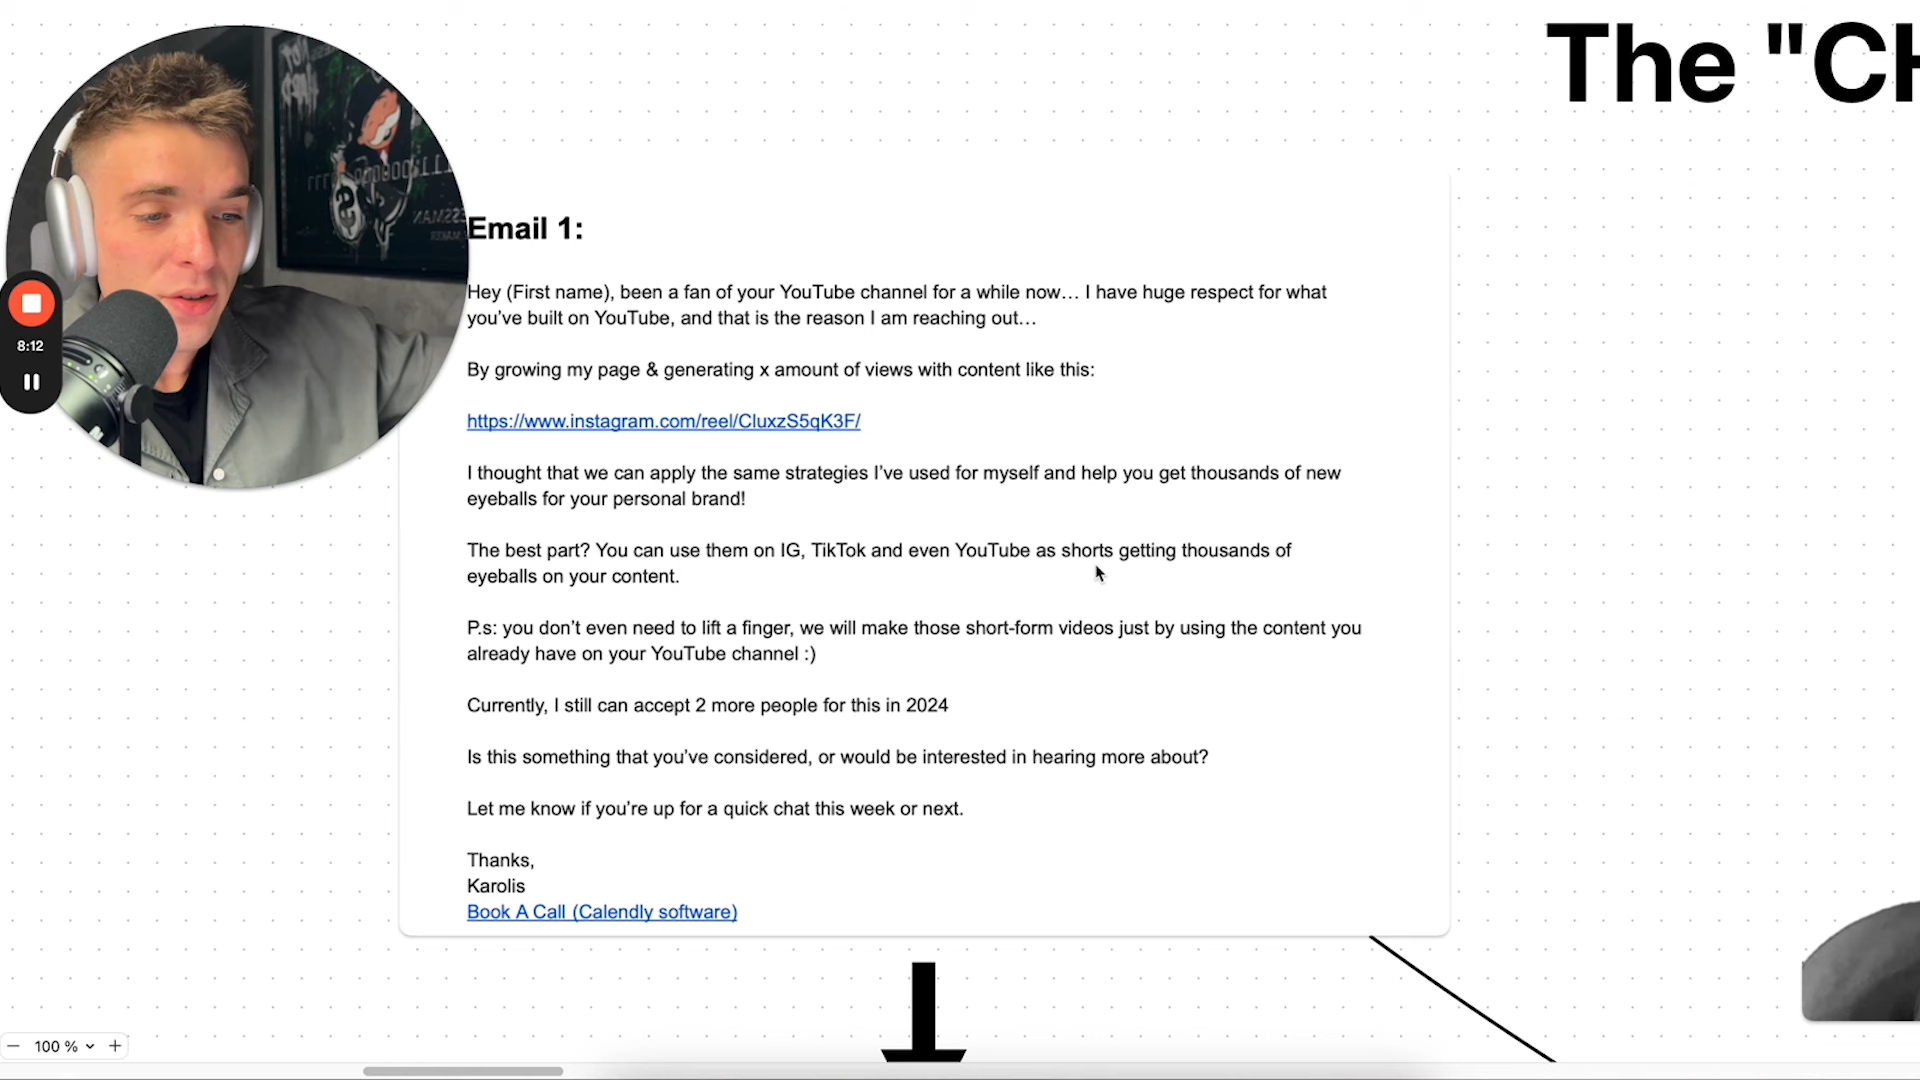 The "CH
Email 1:
Hey (First name), been a fan of your YouTube channel for a while now… I have huge respect for what
you've built on YouTube, and that is the reason I am reaching out…
By growing my page & generating x amount of views with content like this:
https://www.instagram.com/reel/CluxzS5qK3F/
I thought that we can apply the same strategies I've used for myself and help you get thousands of new
eyeballs for your personal brand!
The best part? You can use them on IG, TikTok and even YouTube as shorts getting thousands of
eyeballs on your content.
P.s: you don't even need to lift a finger, we will make those short-form videos just by using the content you
already have on your YouTube channel :)
Currently, I still can accept 2 more people for this in 2024
Is this something that you've considered, or would be interested in hearing more about?
Let me know if you're up for a quick chat this week or next.
Thanks,
Karolis
Book A Call (Calendly software)
8:12
100 %